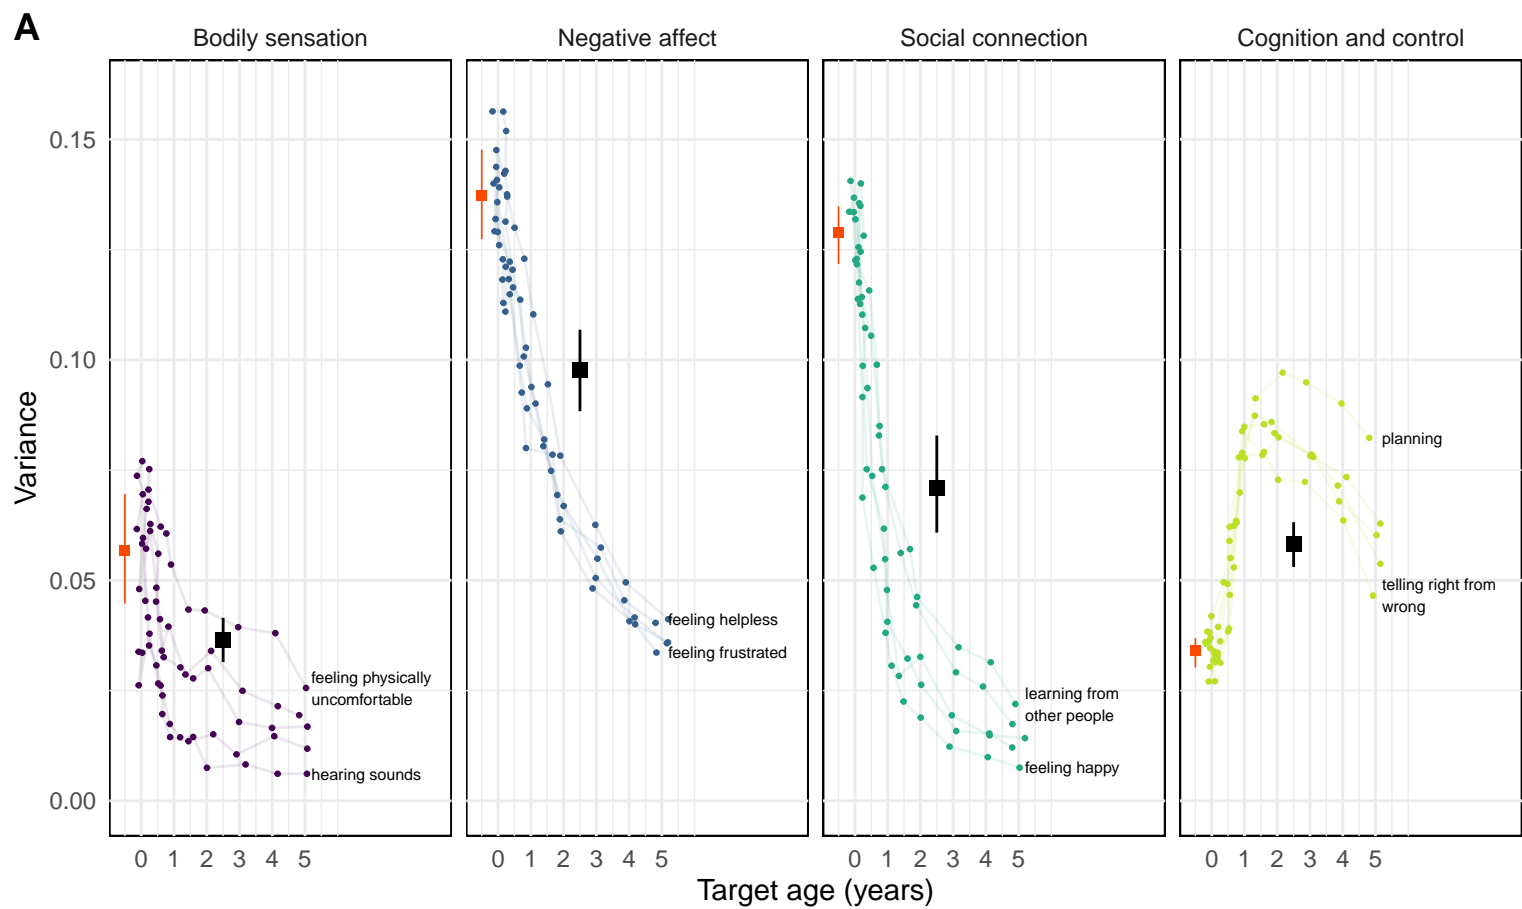 A
Bodily sensation
Negative affect
Social connection
Cognition and control
Variance
0.15
0.10
0.05
0.00
planning
telling right from
wrong
feeling helpless
feeling frustrated
feeling physically
uncomfortable
hearing sounds
learning from
other people
feeling happy
0 1 2 3 4 5
0 1 2 3 4 5
0 1 2 3 4 5
0 1 2 3 4 5
Target age (years)